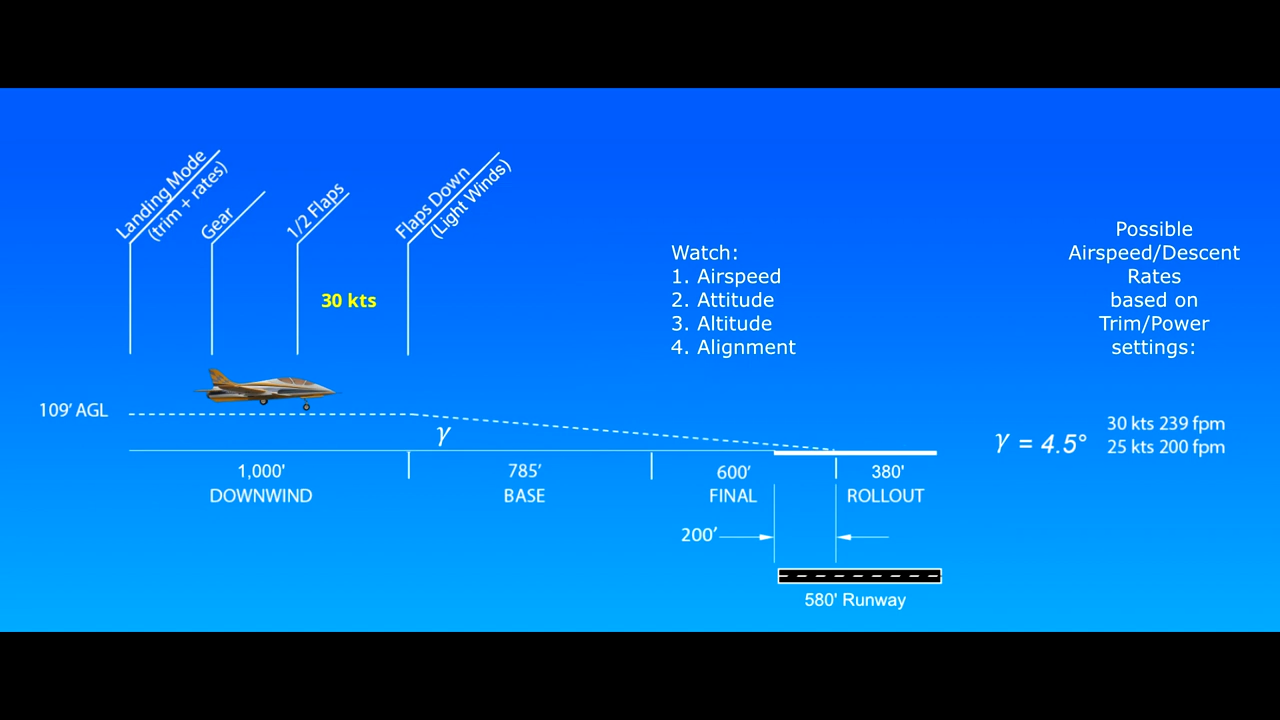 Landing Mode
(trim + rates)
Gear
1/2 Flaps
Flaps Down
(Light Winds)
30 kts
Watch:
1. Airspeed
2. Attitude
3. Altitude
4. Alignment
Possible
Airspeed/Descent
Rates
based on
Trim/Power
settings:
109′ AGL
γ
γ = 4.5°
30 kts 239 fpm
25 kts 200 fpm
1,000'
DOWNWIND
785′
BASE
600′
FINAL
380'
ROLLOUT
200′
580' Runway